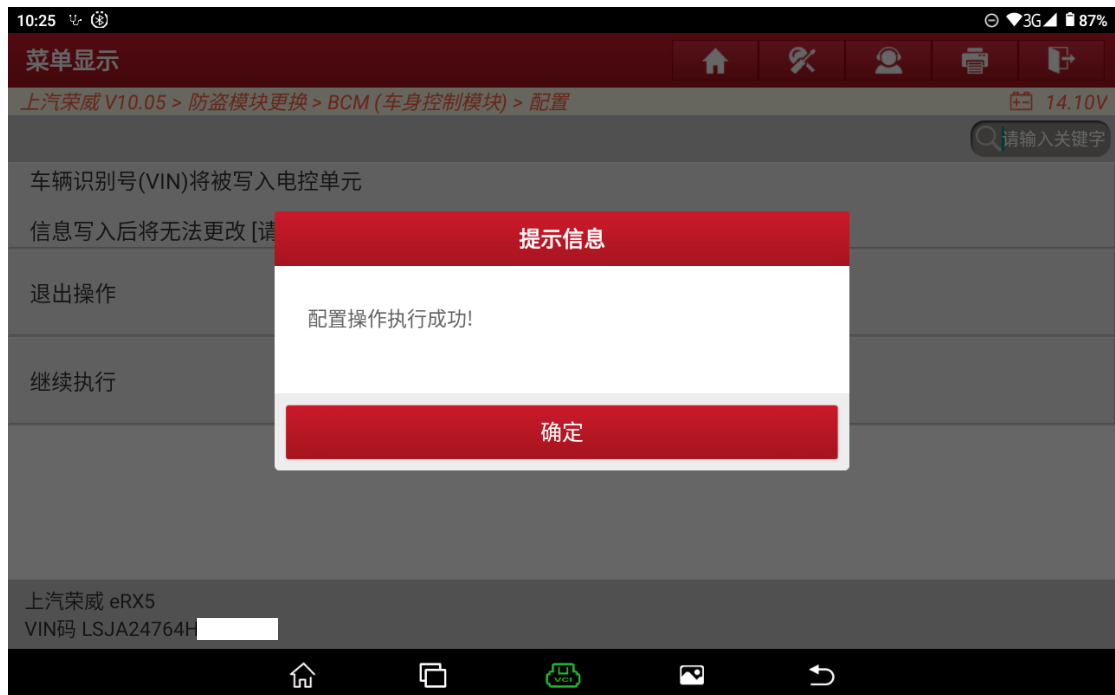 10:25
3G 87%
菜单显示
上汽荣威 V10.05 > 防盗模块更换 > BCM (车身控制模块) > 配置
14.10V
请输入关键字
车辆识别号(VIN)将被写入电控单元
信息写入后将无法更改 [请
提示信息
退出操作
配置操作执行成功!
继续执行
确定
上汽荣威 eRX5
VIN码 LSJA24764H
VCI